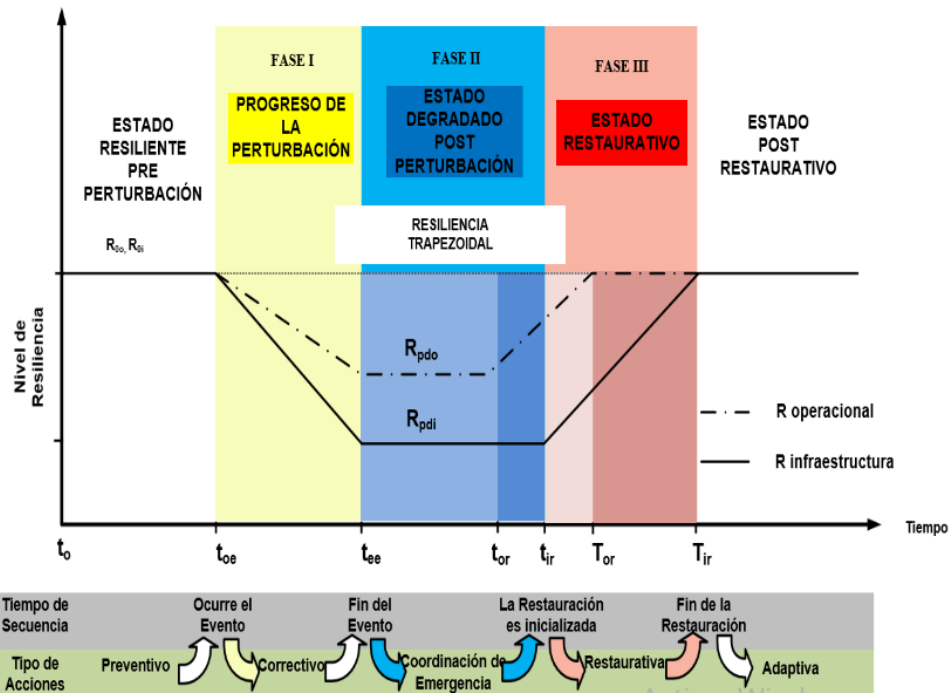 FASE I
FASE II
FASE III
ESTADO
RESILIENTE
PRE
PERTURBACIÓN
PROGRESO DE
LA
PERTURBACIÓN
ESTADO
DEGRADADO
POST
PERTURBACIÓN
ESTADO
RESTAURATIVO
ESTADO
POST
RESTAURATIVO
RESILIENCIA
TRAPEZOIDAL
R0o, R0i
Nivel de
Resiliencia
Rpdo
Rpdi
R operacional
R infraestructura
Tiempo
to
toe
tee
tor
tir
Tor
Tir
Tiempo de
Secuencia
Ocurre el
Evento
Fin del
Evento
La Restauración
es inicializada
Fin de la
Restauración
Tipo de
Acciones
Preventivo
Correctivo
Coordinación de
Emergencia
Restaurativa
Adaptiva